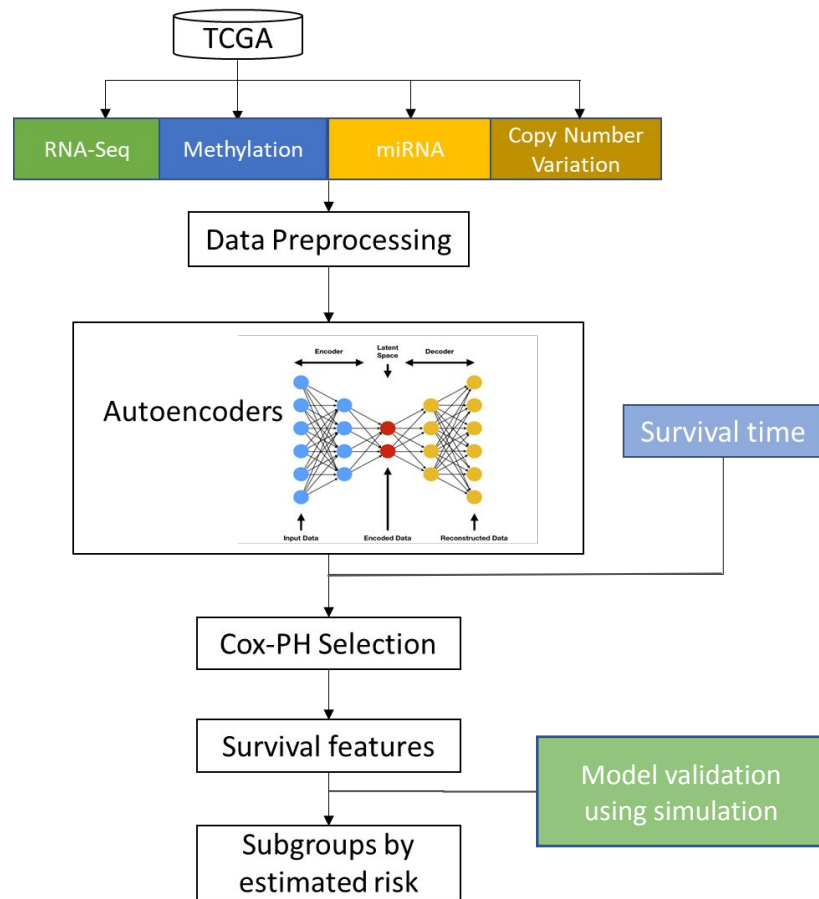 TCGA
RNA-Seq
Methylation
miRNA
Copy Number
Variation
Data Preprocessing
Autoencoders
Encoder
Latent
Space
Decoder
Input Data
Encoded Data
Reconstructed Data
Survival time
Cox-PH Selection
Survival features
Model validation
using simulation
Subgroups by
estimated risk